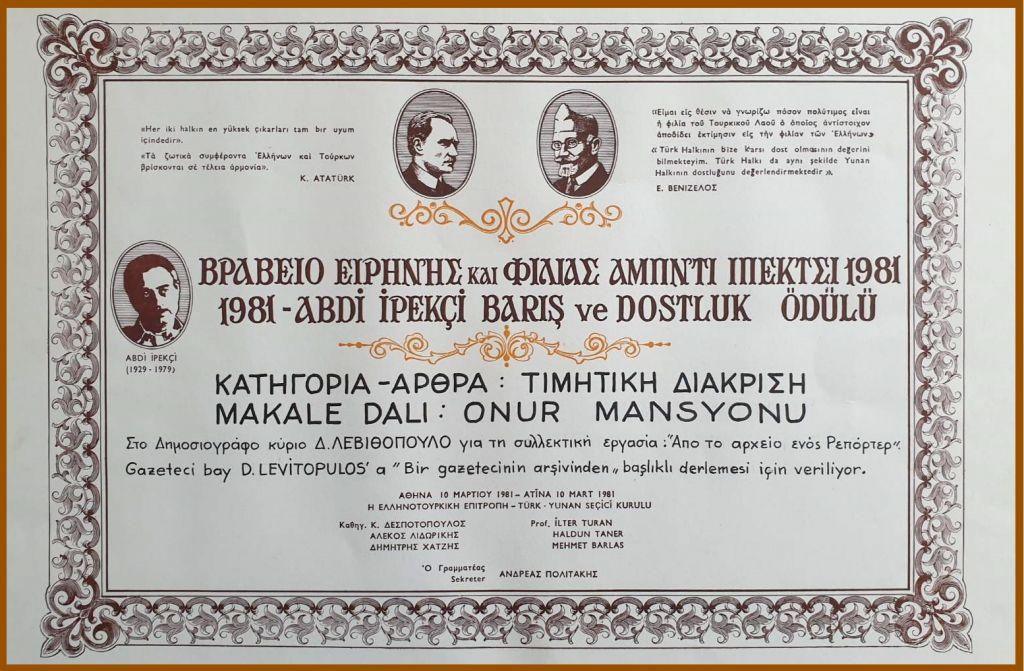 «Her iki halkın en yüksek çıkarları tam bir uyum
içindedir».
«Τὰ ζωτικὰ συμφέροντα Ἑλλήνων καὶ Τούρκων
βρίσκονται σέ τέλεια ἁρμονία».
Κ. ΑΤΑΤÜRK
«Εἶμαι εἰς θέσιν νὰ γνωρίζω πόσον πολύτιμος εἶναι
ἡ φιλία τοῦ Τουρκικοῦ Λαοῦ ὁ ὁποῖος ἀντίστοιχον
ἀποδίδει ἐκτίμησιν εἰς τὴν φιλίαν τῶν Ἑλλήνων.»
«Türk Halkının bize karşı dost olmasının değerini
bilmekteyim. Türk Halkı da aynı şekilde Yunan
Halkının dostluğunu değerlendirmektedir».
Ε. ΒΕΝΙΖΕΛΟΣ
ΒΡΑΒΕΙΟ ΕΙΡΗΝΗΣ και ΦΙΛΙΑΣ ΑΜΠΝΤΙ ΙΠΕΚΤΣΙ 1981
1981 - ABDİ İPEKÇİ BARIŞ ve DOSTLUK ÖDÜLÜ
ABDİ İPEKÇİ
(1929 - 1979)
ΚΑΤΗΓΟΡΙΑ - ΑΡΘΡΑ : ΤΙΜΗΤΙΚΗ ΔΙΑΚΡΙΣΗ
MAKALE DALI : ONUR MANSYONU
Στο Δημοσιογράφο κύριο Δ. ΛΕΒΙΘΟΠΟΥΛΟ για τη συλλεκτική εργασία : "Απο το αρχείο ενός Ρεπόρτερ".
Gazeteci bay D. LEVITOPULOS' a " Bir gazetecinin arşivinden „ başlıklı derlemesi için veriliyor.
ΑΘΗΝΑ 10 ΜΑΡΤΙΟΥ 1981 – ATİNA 10 MART 1981
Η ΕΛΛΗΝΟΤΟΥΡΚΙΚΗ ΕΠΙΤΡΟΠΗ – TÜRK - YUNAN SEÇİCİ KURULU
Καθηγ. Κ. ΔΕΣΠΟΤΟΠΟΥΛΟΣ Prof. İLTER TURAN
ΑΛΕΚΟΣ ΛΙΔΩΡΙΚΗΣ HALDUN TANER
ΔΗΜΗΤΡΗΣ ΧΑΤΖΗΣ MEHMET BARLAS
Ὁ Γραμματέας
Sekreter ΑΝΔΡΕΑΣ ΠΟΛΙΤΑΚΗΣ